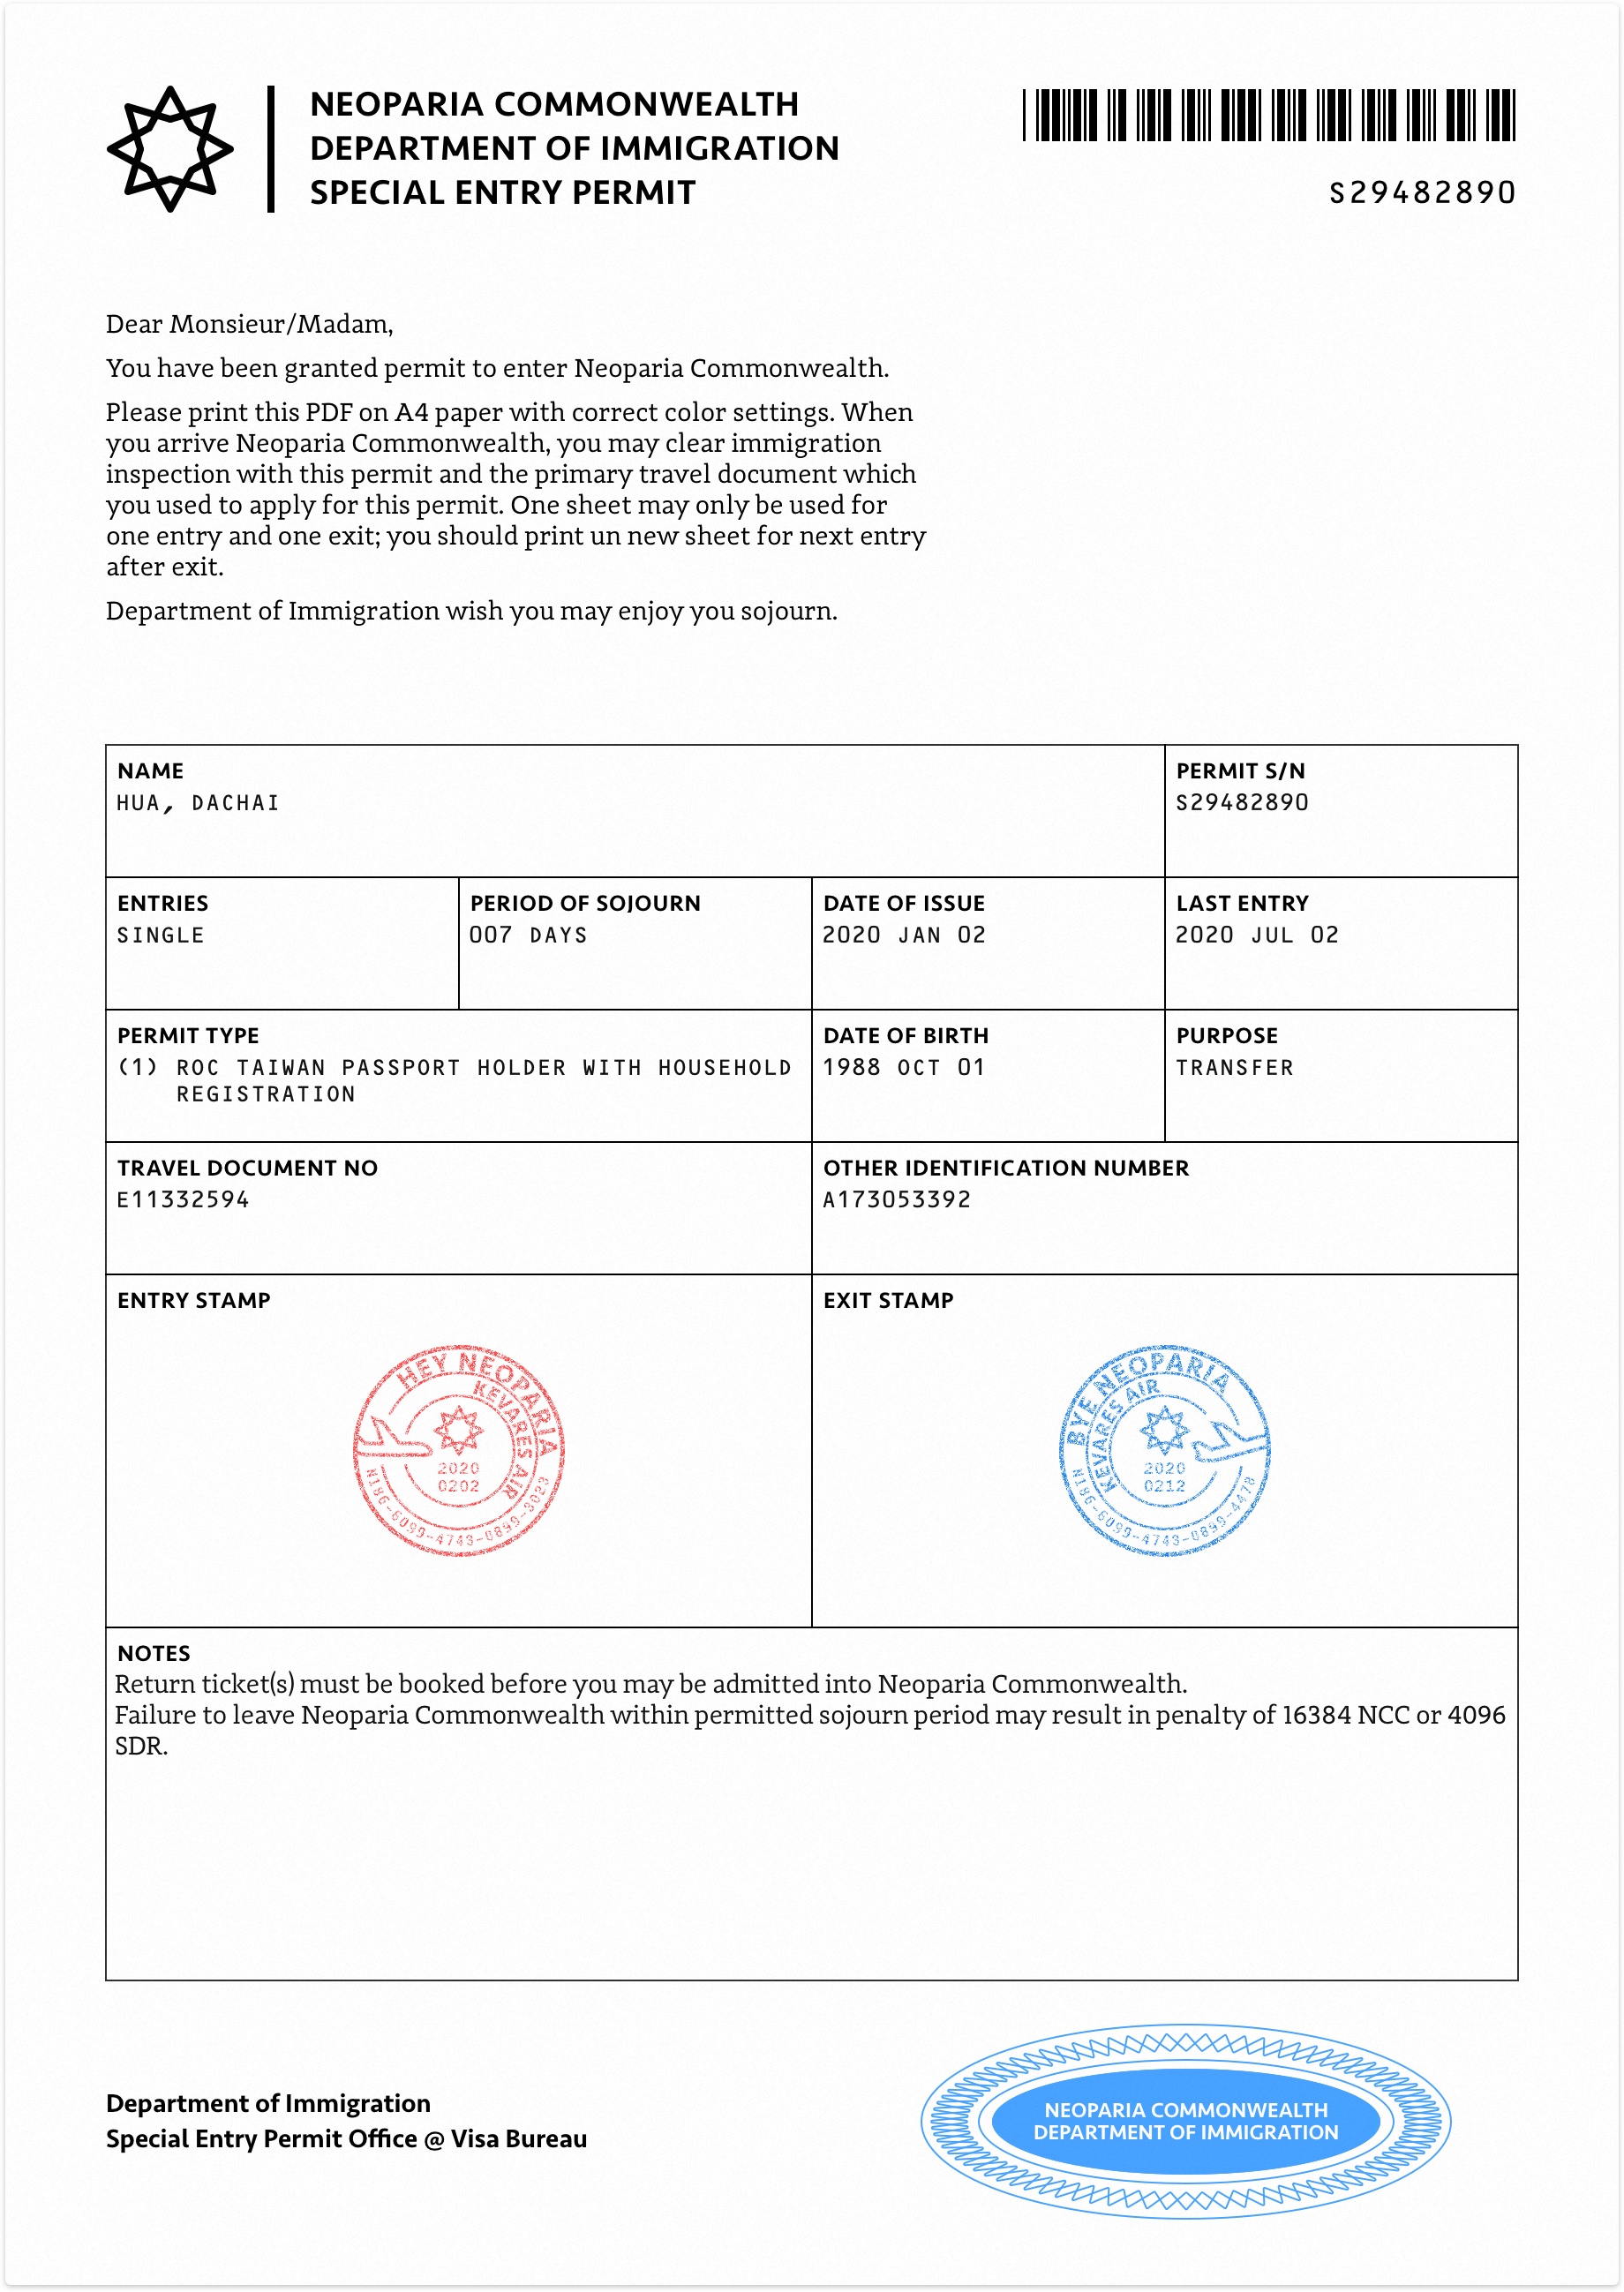 NEOPARIA COMMONWEALTH
DEPARTMENT OF IMMIGRATION
SPECIAL ENTRY PERMIT
S29482890
Dear Monsieur/Madam,
You have been granted permit to enter Neoparia Commonwealth.
Please print this PDF on A4 paper with correct color settings. When
you arrive Neoparia Commonwealth, you may clear immigration
inspection with this permit and the primary travel document which
you used to apply for this permit. One sheet may only be used for
one entry and one exit; you should print un new sheet for next entry
after exit.
Department of Immigration wish you may enjoy you sojourn.
NAME
HUA, DACHAI
PERMIT S/N
S29482890
ENTRIES
SINGLE
PERIOD OF SOJOURN
007 DAYS
DATE OF ISSUE
2020 JAN 02
LAST ENTRY
2020 JUL 02
PERMIT TYPE
(1) ROC TAIWAN PASSPORT HOLDER WITH HOUSEHOLD
REGISTRATION
DATE OF BIRTH
1988 OCT 01
PURPOSE
TRANSFER
TRAVEL DOCUMENT NO
E11332594
OTHER IDENTIFICATION NUMBER
A173053392
ENTRY STAMP
HEY NEOPARIA
KEVARES AIR
2020
0202
N186-6099-4743-0899-3023
EXIT STAMP
BYE NEOPARIA
KEVARES AIR
2020
0212
N186-6099-4743-0899-4478
NOTES
Return ticket(s) must be booked before you may be admitted into Neoparia Commonwealth.
Failure to leave Neoparia Commonwealth within permitted sojourn period may result in penalty of 16384 NCC or 4096
SDR.
Department of Immigration
Special Entry Permit Office @ Visa Bureau
NEOPARIA COMMONWEALTH
DEPARTMENT OF IMMIGRATION